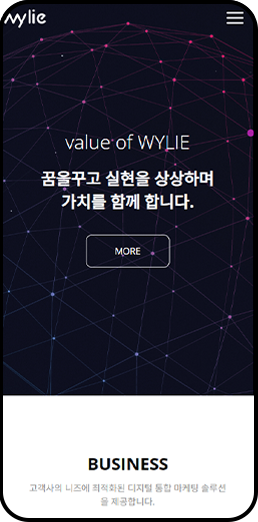 wylie
value of WYLIE
꿈을꾸고 실현을 상상하며
가치를 함께 합니다.
MORE
BUSINESS
고객사의 니즈에 최적화된 디지털 통합 마케팅 솔루션
을 제공합니다.